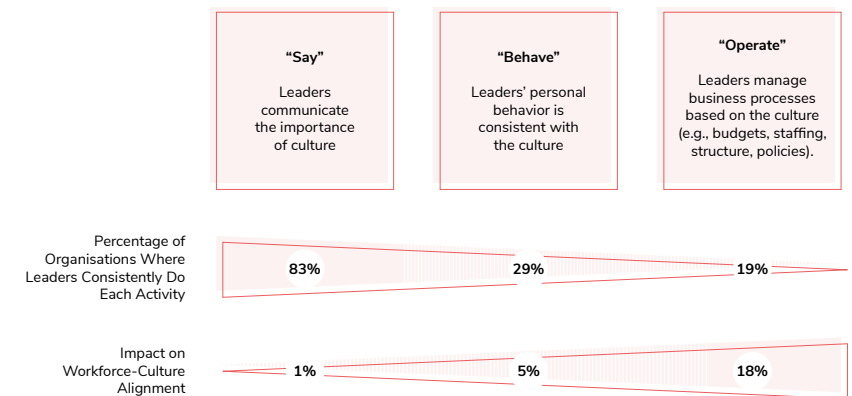 “Say”
Leaders
communicate
the importance
of culture
“Behave”
Leaders’ personal
behavior is
consistent with
the culture
“Operate”
Leaders manage
business processes
based on the culture
(e.g., budgets, staffing,
structure, policies).
Percentage of
Organisations Where
Leaders Consistently Do
Each Activity
83%
29%
19%
Impact on
Workforce-Culture
Alignment
1%
5%
18%